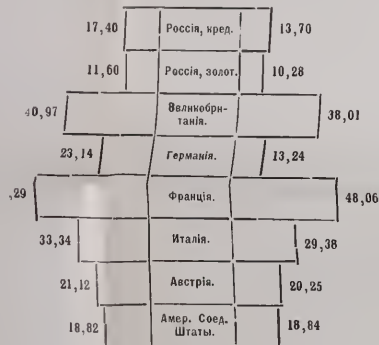 17,40 Россія, кред. 13,70
11,60 Россія, золот. 10,28
40,97 Великобри-
танія. 38,01
23,14 Германія. 13,24
,29 Франція. 48,06
33,34 Италія. 29,38
21,12 Австрія. 20,25
18,82 Амер. Соед.
Штаты. 18,84